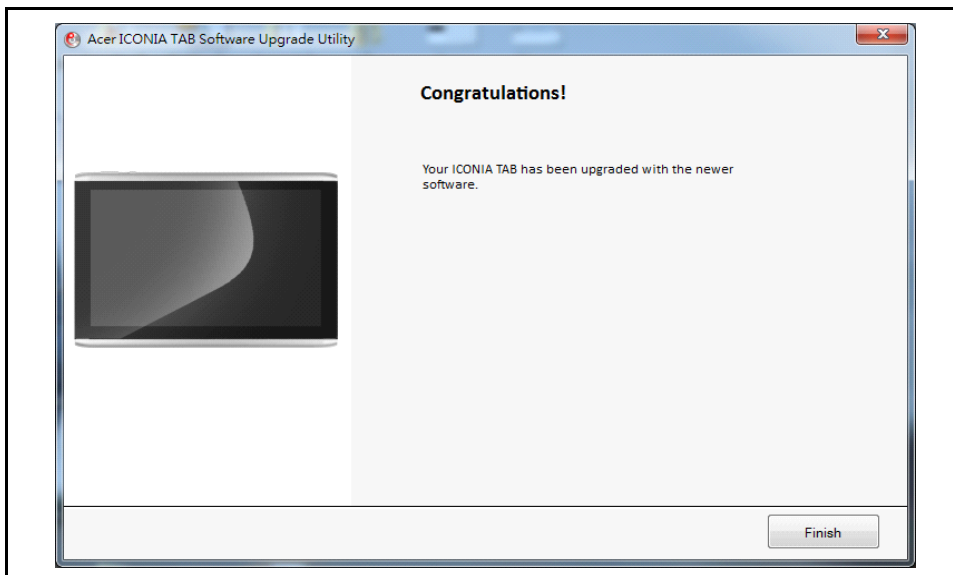 Acer ICONIA TAB Software Upgrade Utility
Congratulations!
Your ICONIA TAB has been upgraded with the newer
software.
Finish